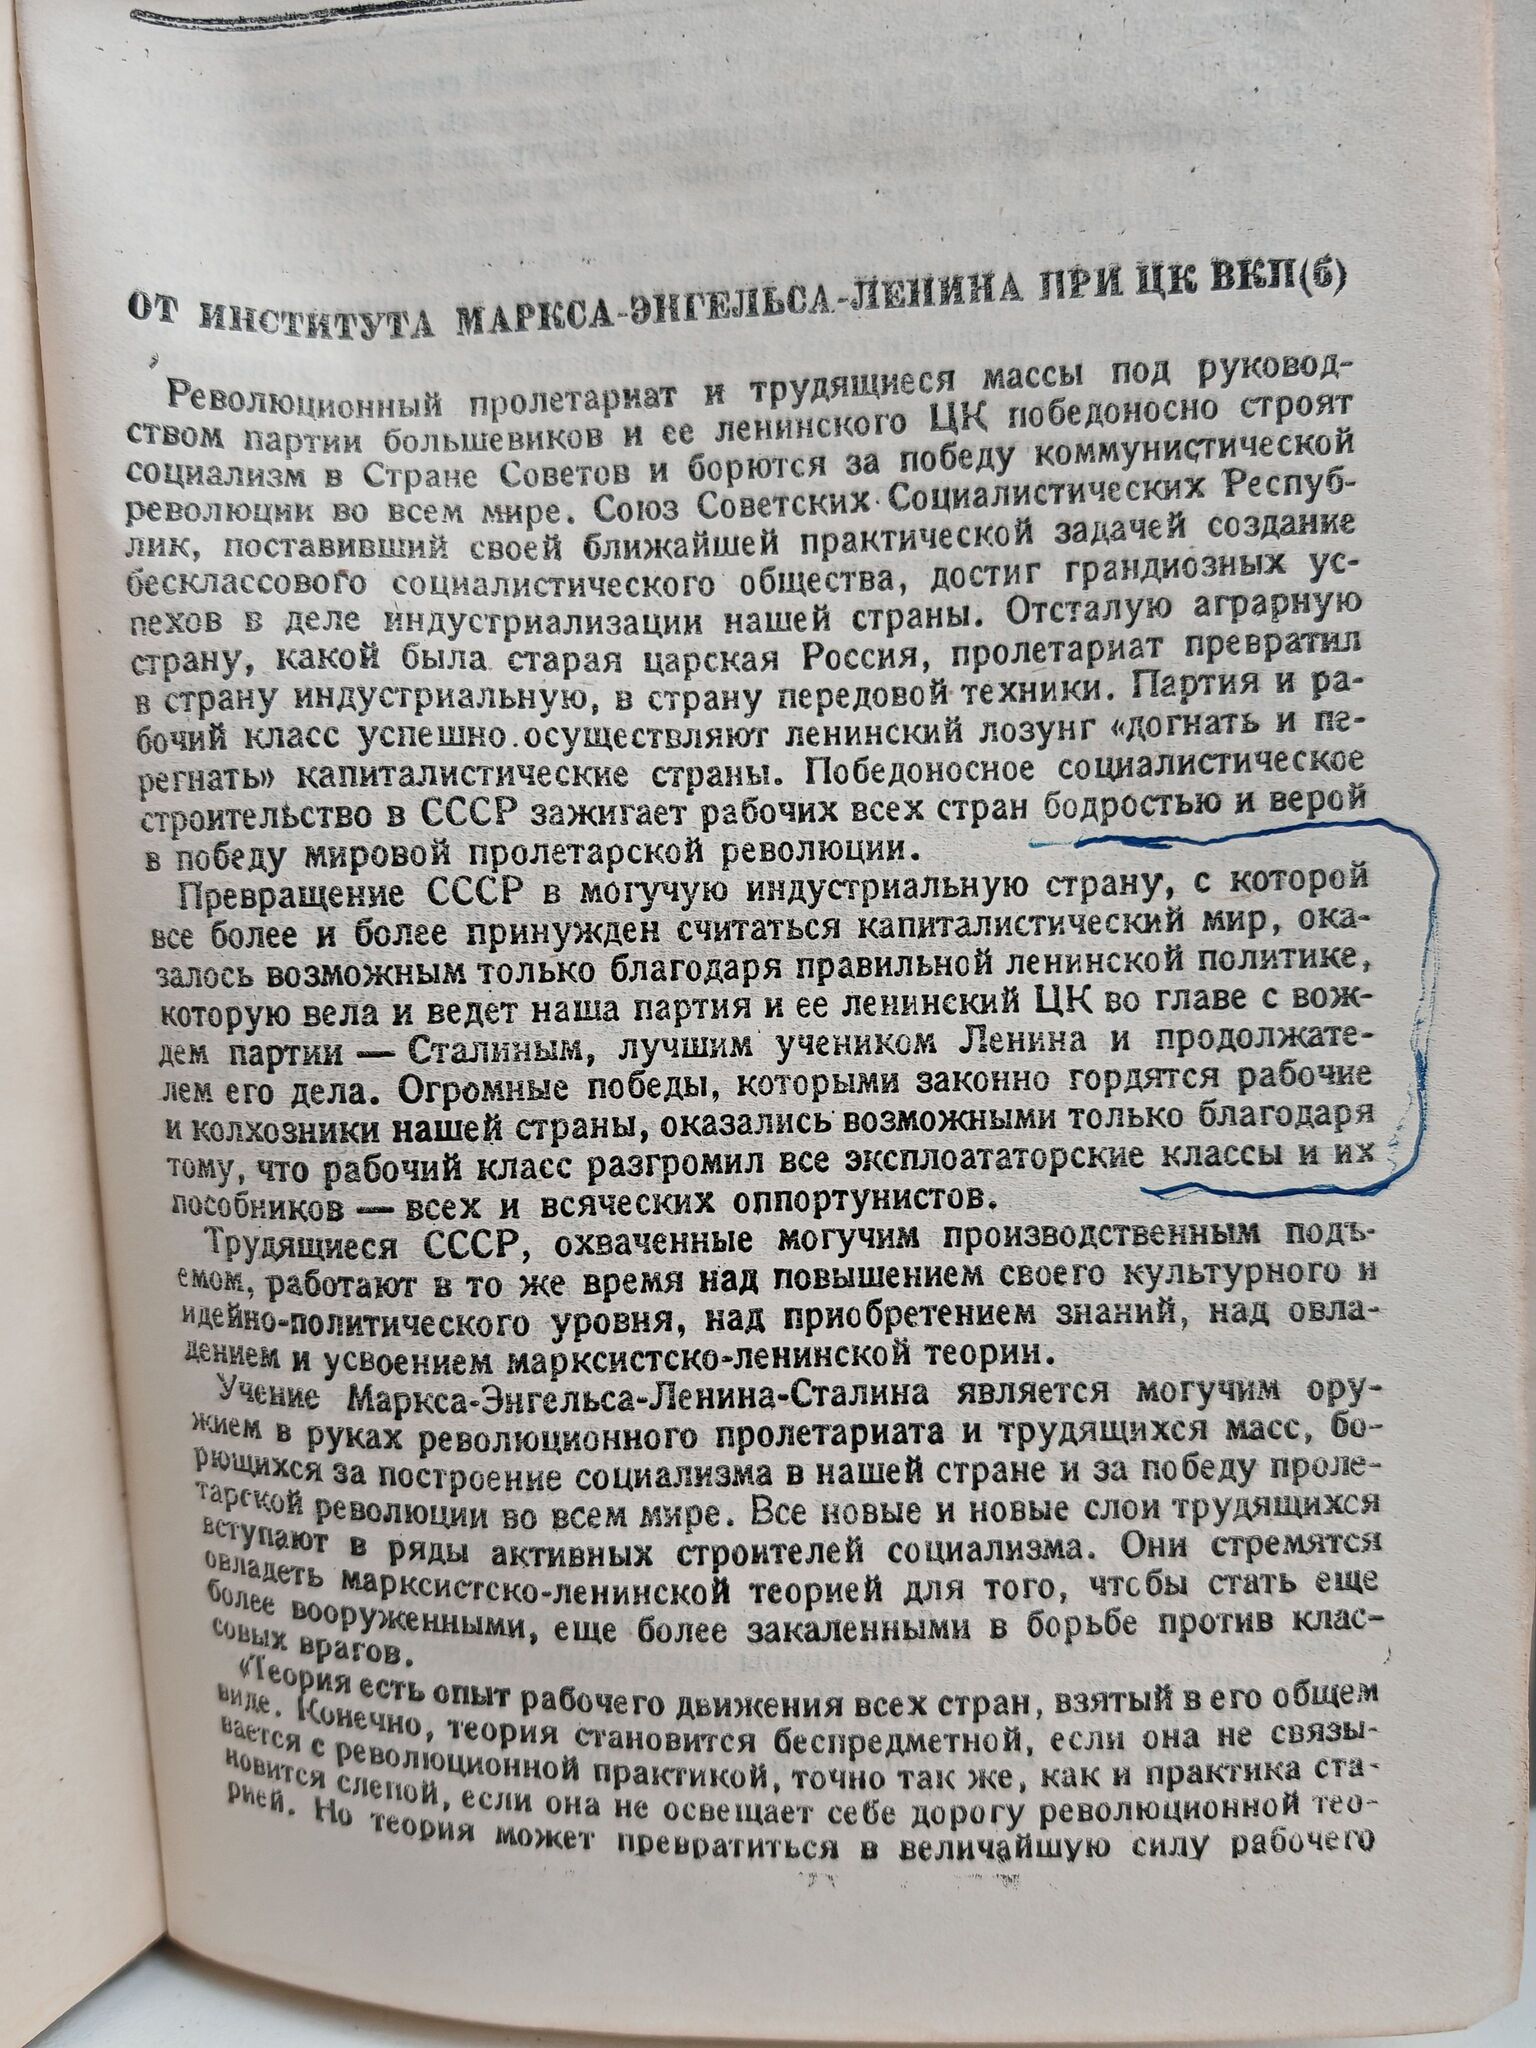 ОТ ИНСТИТУТА МАРКСА-ЭНГЕЛЬСА-ЛЕНИНА ПРИ ЦК ВКП(б)
Революционный пролетариат и трудящиеся массы под руковод-
ством партии большевиков и ее ленинского ЦК победоносно строят
социализм в Стране Советов и борются за победу коммунистической
революции во всем мире. Союз Советских Социалистических Респуб-
лик, поставивший своей ближайшей практической задачей создание
бесклассового социалистического общества, достиг грандиозных ус-
пехов в деле индустриализации нашей страны. Отсталую аграрную
страну, какой была старая царская Россия, пролетариат превратил
в страну индустриальную, в страну передовой техники. Партия и ра-
бочий класс успешно осуществляют ленинский лозунг «догнать и пе-
регнать» капиталистические страны. Победоносное социалистическое
строительство в СССР зажигает рабочих всех стран бодростью и верой
в победу мировой пролетарской революции.
Превращение СССР в могучую индустриальную страну, с которой
все более и более принужден считаться капиталистический мир, ока-
залось возможным только благодаря правильной ленинской политике,
которую вела и ведет наша партия и ее ленинский ЦК во главе с вож-
дем партии — Сталиным, лучшим учеником Ленина и продолжате-
лем его дела. Огромные победы, которыми законно гордятся рабочие
и колхозники нашей страны, оказались возможными только благодаря
тому, что рабочий класс разгромил все эксплоататорские классы и их
пособников — всех и всяческих оппортунистов.
Трудящиеся СССР, охваченные могучим производственным подъ-
емом, работают в то же время над повышением своего культурного и
идейно-политического уровня, над приобретением знаний, над овла-
дением и усвоением марксистско-ленинской теории.
Учение Маркса-Энгельса-Ленина-Сталина является могучим ору-
жием в руках революционного пролетариата и трудящихся масс, бо-
рющихся за построение социализма в нашей стране и за победу проле-
тарской революции во всем мире. Все новые и новые слои трудящихся
вступают в ряды активных строителей социализма. Они стремятся
овладеть марксистско-ленинской теорией для того, чтобы стать еще
более вооруженными, еще более закаленными в борьбе против клас-
совых врагов.
«Теория есть опыт рабочего движения всех стран, взятый в его общем
виде. Конечно, теория становится беспредметной, если она не связы-
вается с революционной практикой, точно так же, как и практика ста-
новится слепой, если она не освещает себе дорогу революционной тео-
рией. Но теория может превратиться в величайшую силу рабочего